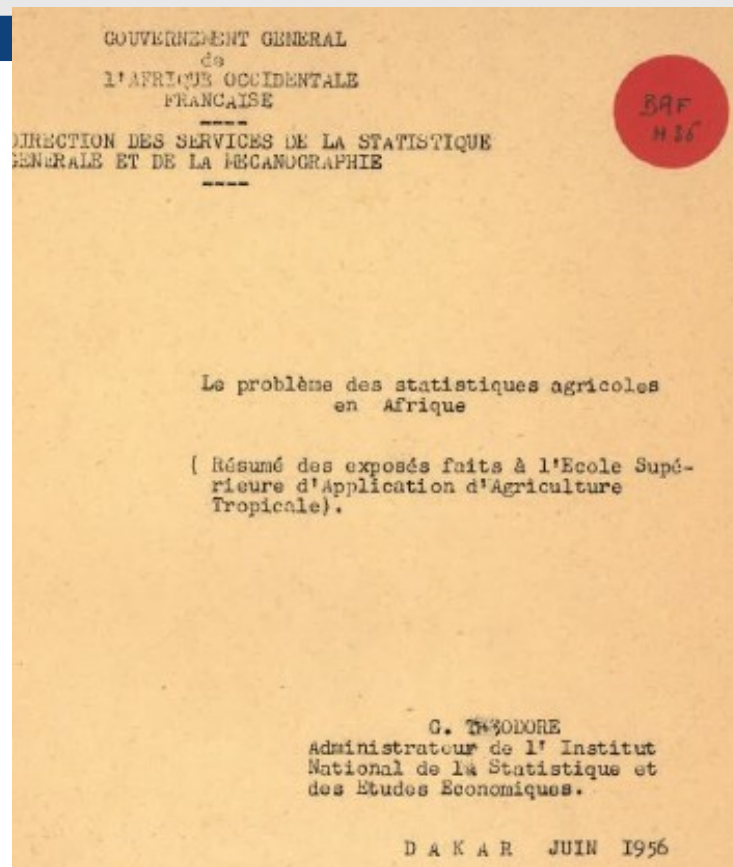 GOUVERNEMENT GENERAL
de
l'AFRIQUE OCCIDENTALE
FRANCAISE
----
DIRECTION DES SERVICES DE LA STATISTIQUE
GENERALE ET DE LA MECANOGRAPHIE
----
BAF
Le problème des statistiques agricoles
en Afrique
( Résumé des exposés faits à l'Ecole Supé-
rieure d'Application d'Agriculture
Tropicale).
G. THEODORE
Administrateur de l' Institut
National de la Statistique et
des Etudes Economiques.
D A K A R JUIN I956